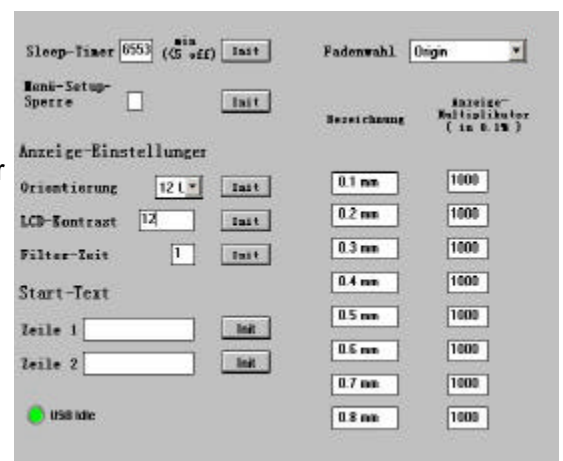 min
Sleep-Timer 6553 (<5 off) Init
Menü-Setup-
Sperre Init
Anzeige-Einstellunger
Orientierung 12 L Init
LCD-Kontrast 12 Init
Filter-Zeit 1 Init
Start-Text
Zeile 1 Init
Zeile 2 Init
USB Idle
Fadenwahl Origin
Bezeichnung
Anzeige-
Multiplikator
( in 0.1% )
0.1 mm 1000
0.2 mm 1000
0.3 mm 1000
0.4 mm 1000
0.5 mm 1000
0.6 mm 1000
0.7 mm 1000
0.8 mm 1000